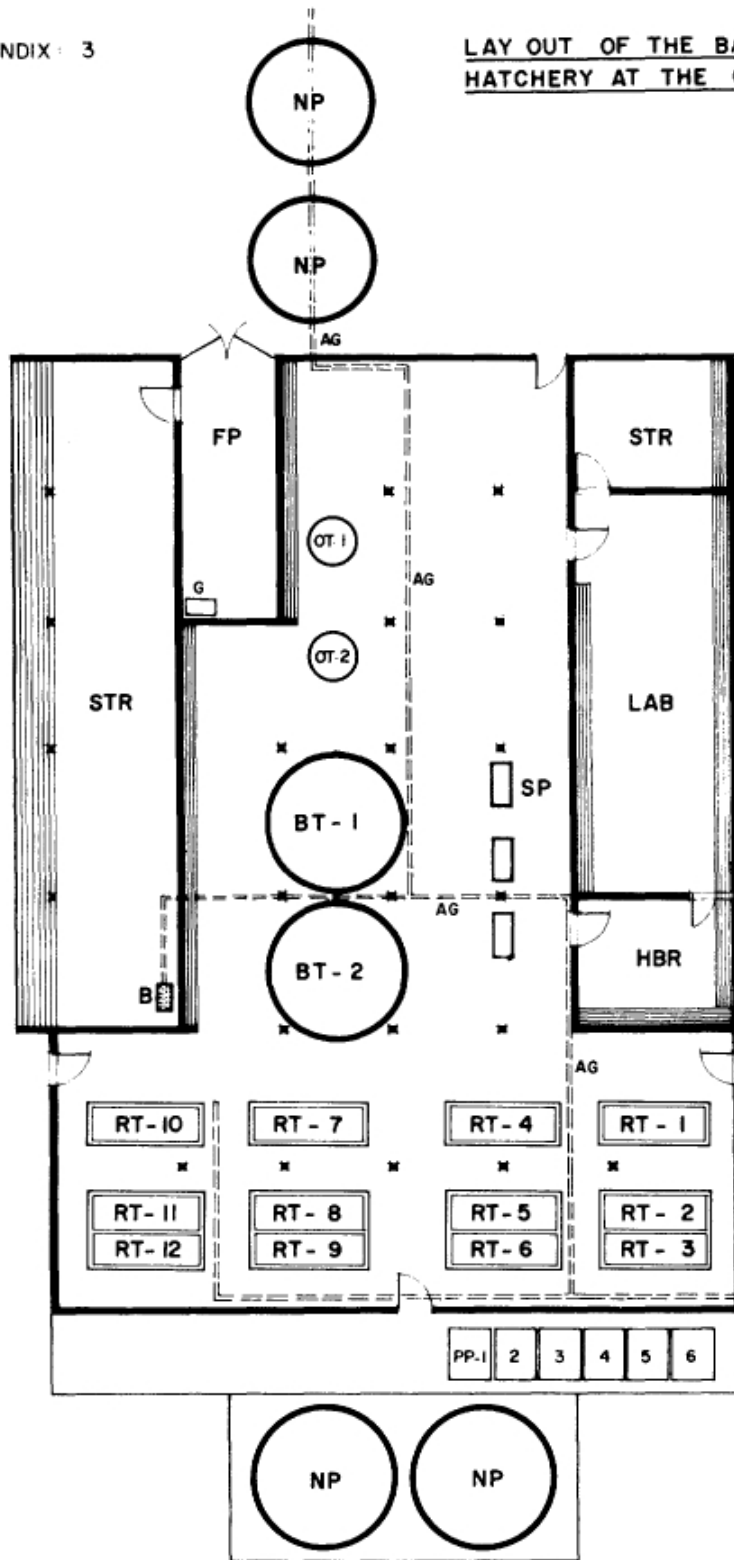 NDIX : 3
LAY OUT OF THE BA
HATCHERY AT THE
NP
NP
AG
FP
STR
OT-1
AG
G
OT-2
STR
LAB
SP
BT - 1
AG
BT - 2
HBR
B
AG
RT-10
RT - 7
RT - 4
RT - 1
RT- 11
RT - 8
RT - 5
RT - 2
RT- 12
RT - 9
RT - 6
RT - 3
PP-1
2
3
4
5
6
NP
NP